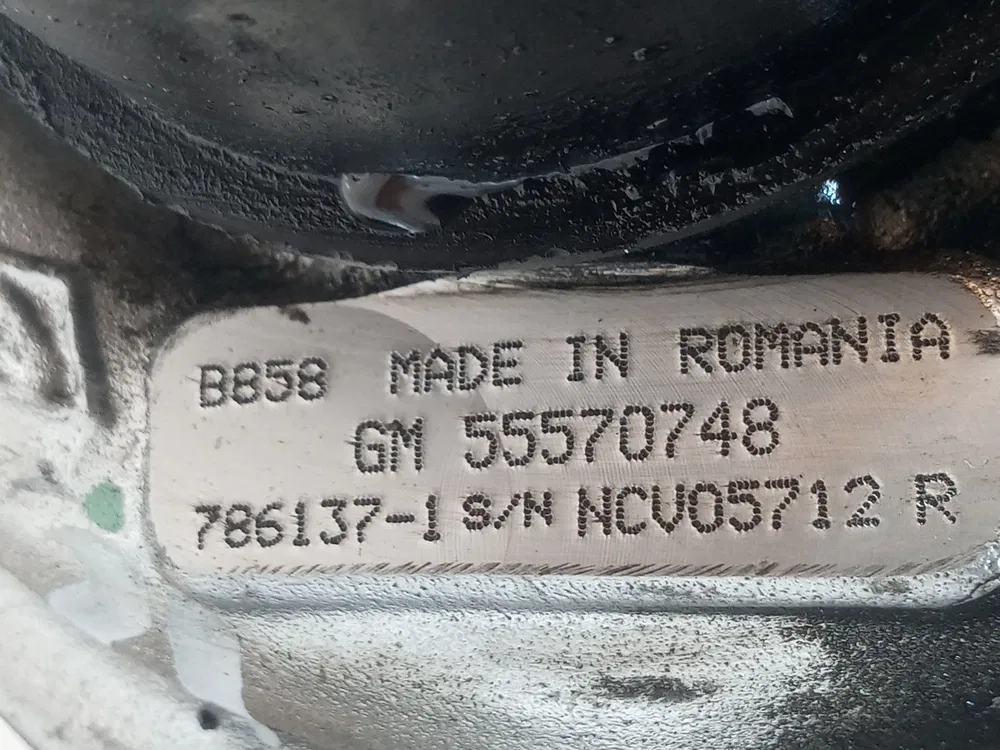 B858 MADE IN ROMANIA
GM 55570748
786137-1 S/N NCV05712 R